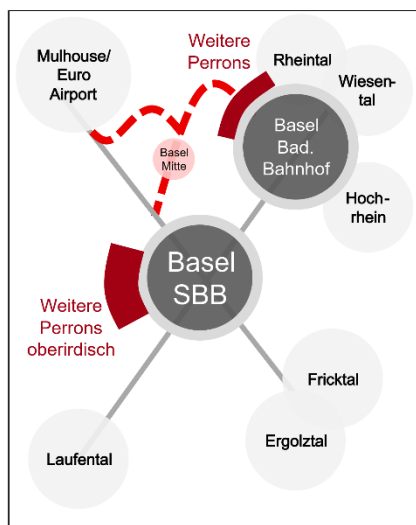 Mulhouse/
Euro
Airport
Weitere
Perrons
Rheintal
Wiesen-
tal
Basel
Bad.
Bahnhof
Basel
Mitte
Hoch-
rhein
Basel
SBB
Weitere
Perrons
oberirdisch
Fricktal
Ergolztal
Laufental